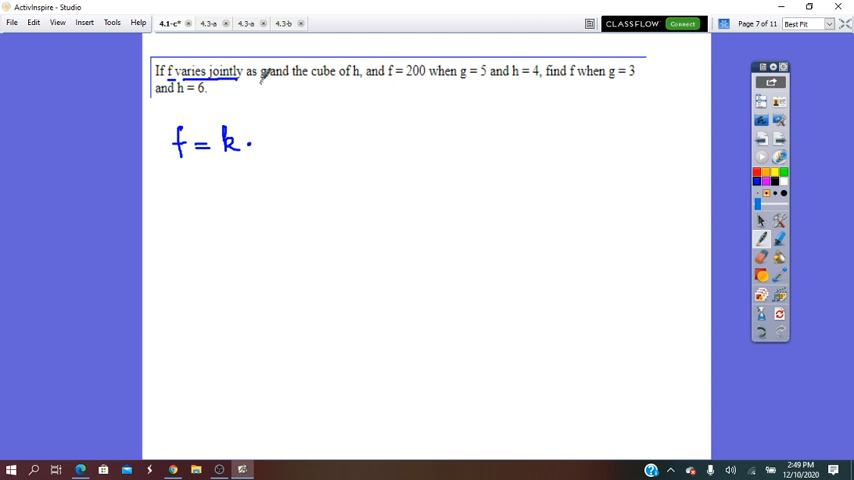 ActivInspire - Studio
File Edit View Insert Tools Help
4.1-c* 4.3-a 4.3-a 4.3-b
CLASSFLOW Connect
Page 7 of 11 Best Fit
If f varies jointly as g and the cube of h, and f = 200 when g = 5 and h = 4, find f when g = 3
and h = 6.
f = k ·
2:49 PM
12/10/2020